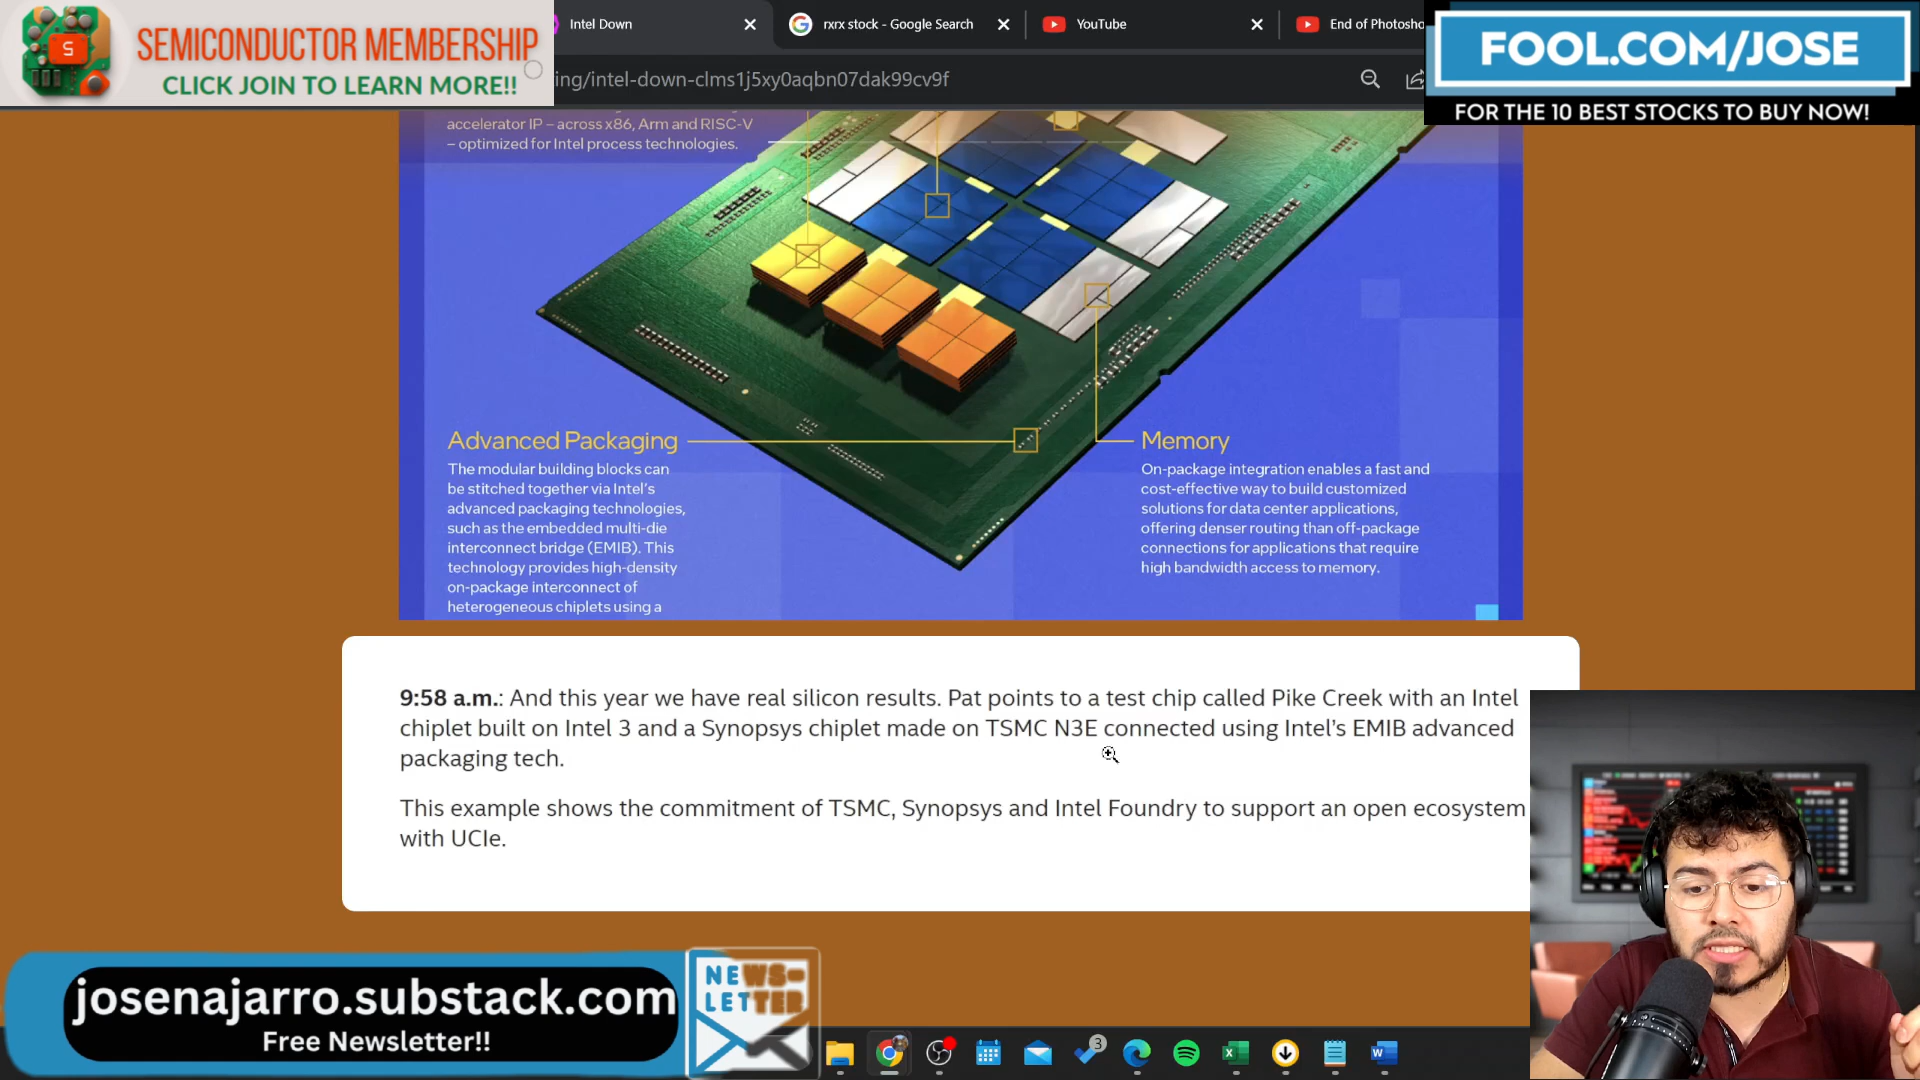 SEMICONDUCTOR MEMBERSHIP
CLICK JOIN TO LEARN MORE!!
S
Intel Down
rxrx stock - Google Search
YouTube
End of Photosho
ing/intel-down-clms1j5xy0aqbn07dak99cv9f
FOOL.COM/JOSE
FOR THE 10 BEST STOCKS TO BUY NOW!
accelerator IP – across x86, Arm and RISC-V
– optimized for Intel process technologies.
Advanced Packaging
The modular building blocks can
be stitched together via Intel's
advanced packaging technologies,
such as the embedded multi-die
interconnect bridge (EMIB). This
technology provides high-density
on-package interconnect of
heterogeneous chiplets using a
Memory
On-package integration enables a fast and
cost-effective way to build customized
solutions for data center applications,
offering denser routing than off-package
connections for applications that require
high bandwidth access to memory.
9:58 a.m.: And this year we have real silicon results. Pat points to a test chip called Pike Creek with an Intel
chiplet built on Intel 3 and a Synopsys chiplet made on TSMC N3E connected using Intel's EMIB advanced
packaging tech.
This example shows the commitment of TSMC, Synopsys and Intel Foundry to support an open ecosystem
with UCIe.
josenajarro.substack.com
Free Newsletter!!
NEWS-
LETTER
3